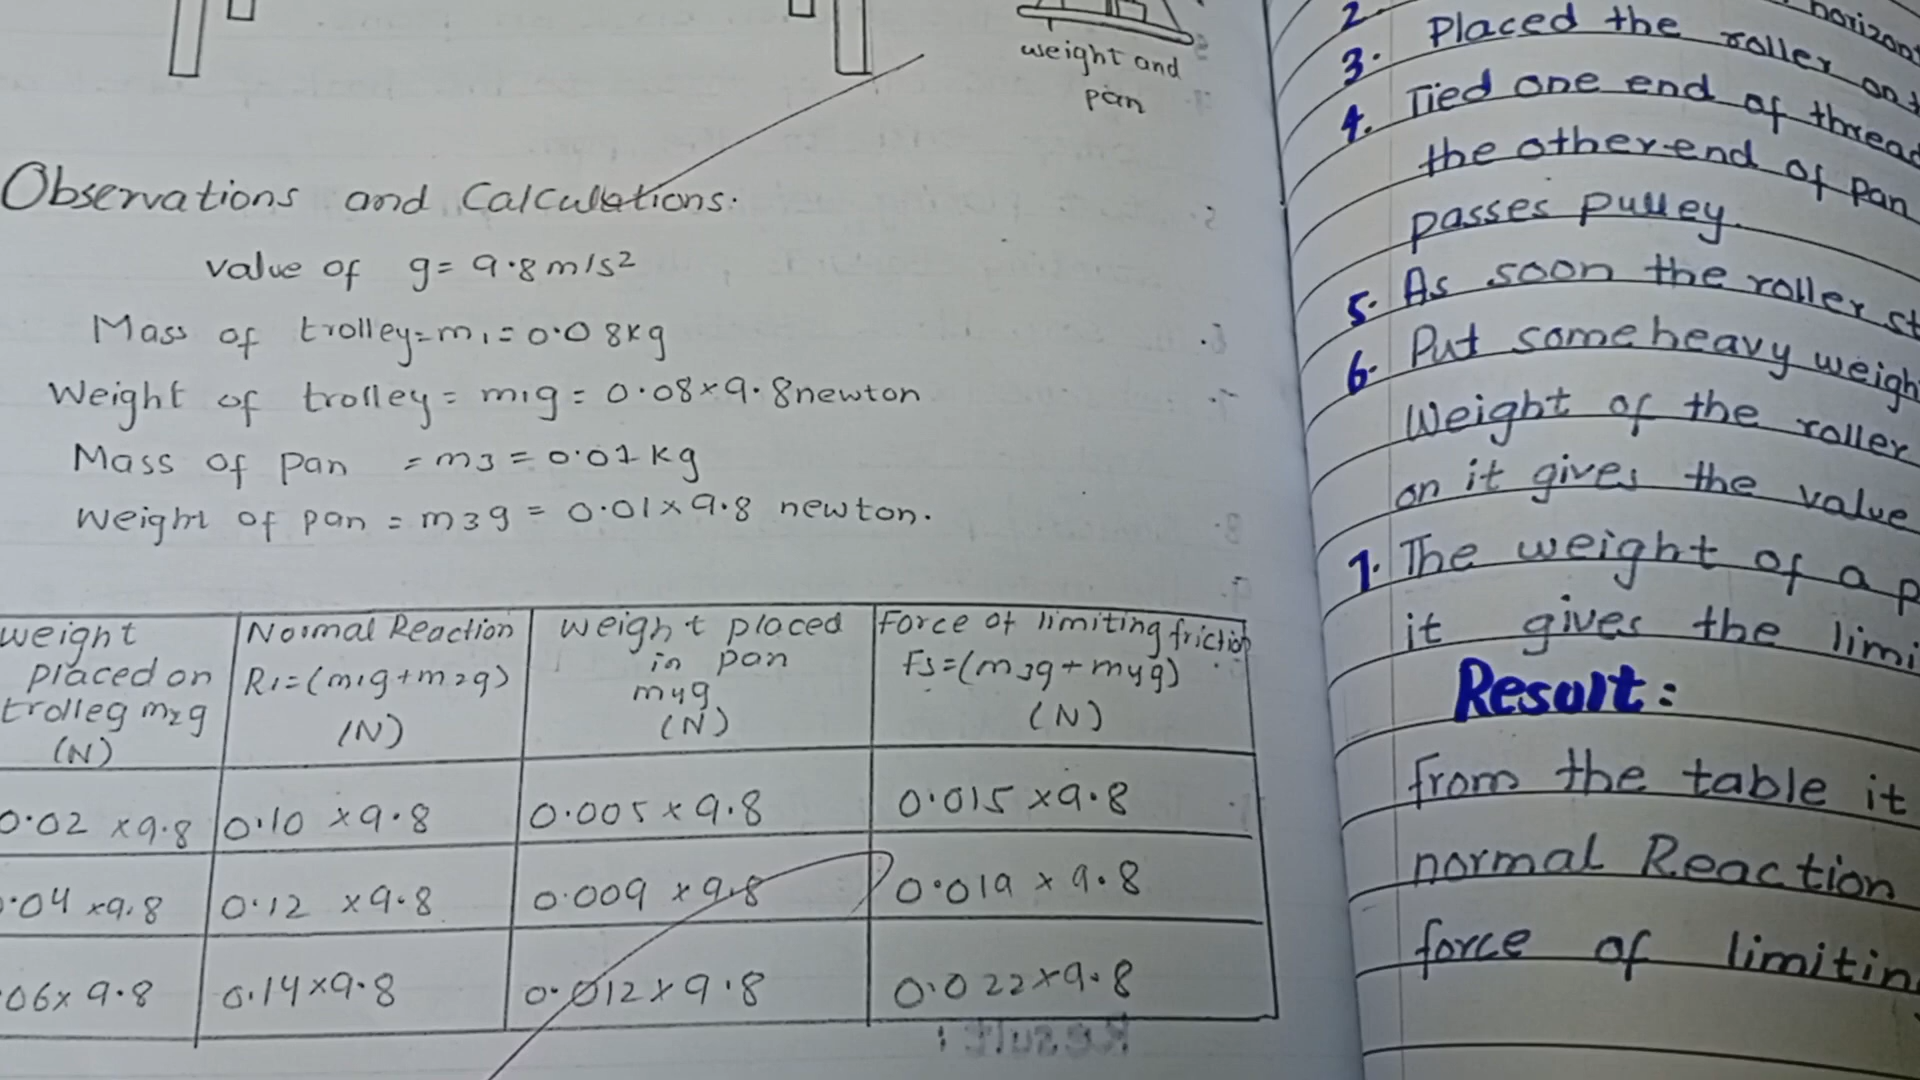 weight and
pan
Observations and Calculations.
value of g = 9.8 m/s²
Mass of trolley = m1 = 0.08kg
Weight of trolley = m1g = 0.08 × 9.8 newton
Mass of pan = m3 = 0.01 kg
Weight of pan = m3g = 0.01 × 9.8 newton.
weight placed on trolleg m2g (N)
Normal Reaction R1 = (m1g + m2g) (N)
Weight placed in pan m4g (N)
Force of limiting friction Fs = (m3g + m4g) (N)
0.02 × 9.8 0.10 × 9.8 0.005 × 9.8 0.015 × 9.8
.04 × 9.8 0.12 × 9.8 0.009 × 9.8 0.019 × 9.8
06 × 9.8 0.14 × 9.8 0.012 × 9.8 0.022 × 9.8
2.
3. Placed the roller on
4. Tied one end of thread
the other end of pan
passes pulley.
5. As soon the roller st
6. Put some heavy weigh
Weight of the roller
on it gives the value
7. The weight of a p
it gives the limi
Result:
from the table it
normal Reaction
force of limitin